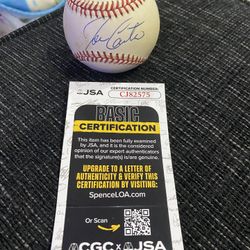 JSA
CERTIFICATION NUMBER:
CJ82575
BASIC
CERTIFICATION
This item has been fully examined
by JSA, and it is the considered
opinion of our expert authenticators
that the signature(s) is/are genuine.
UPGRADE TO A LETTER OF
AUTHENTICITY & VERIFY THIS
CERTIFICATION BY VISITING:
SpenceLOA.com
Or Scan
CGC x JSA